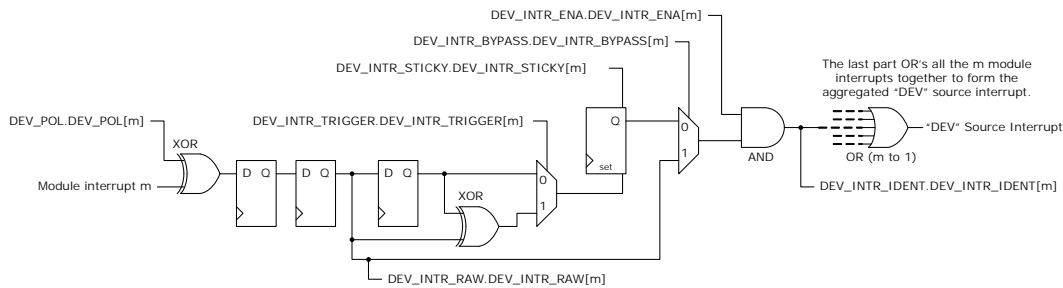 DEV_INTR_ENA.DEV_INTR_ENA[m]
DEV_INTR_BYPASS.DEV_INTR_BYPASS[m]
DEV_INTR_STICKY.DEV_INTR_STICKY[m]
The last part OR's all the m module
interrupts together to form the
aggregated “DEV” source interrupt.
DEV_POL.DEV_POL[m]
DEV_INTR_TRIGGER.DEV_INTR_TRIGGER[m]
Q
0
“DEV” Source Interrupt
XOR
1
AND
OR (m to 1)
D Q
D Q
D Q
0
set
Module interrupt m
XOR
1
DEV_INTR_IDENT.DEV_INTR_IDENT[m]
DEV_INTR_RAW.DEV_INTR_RAW[m]